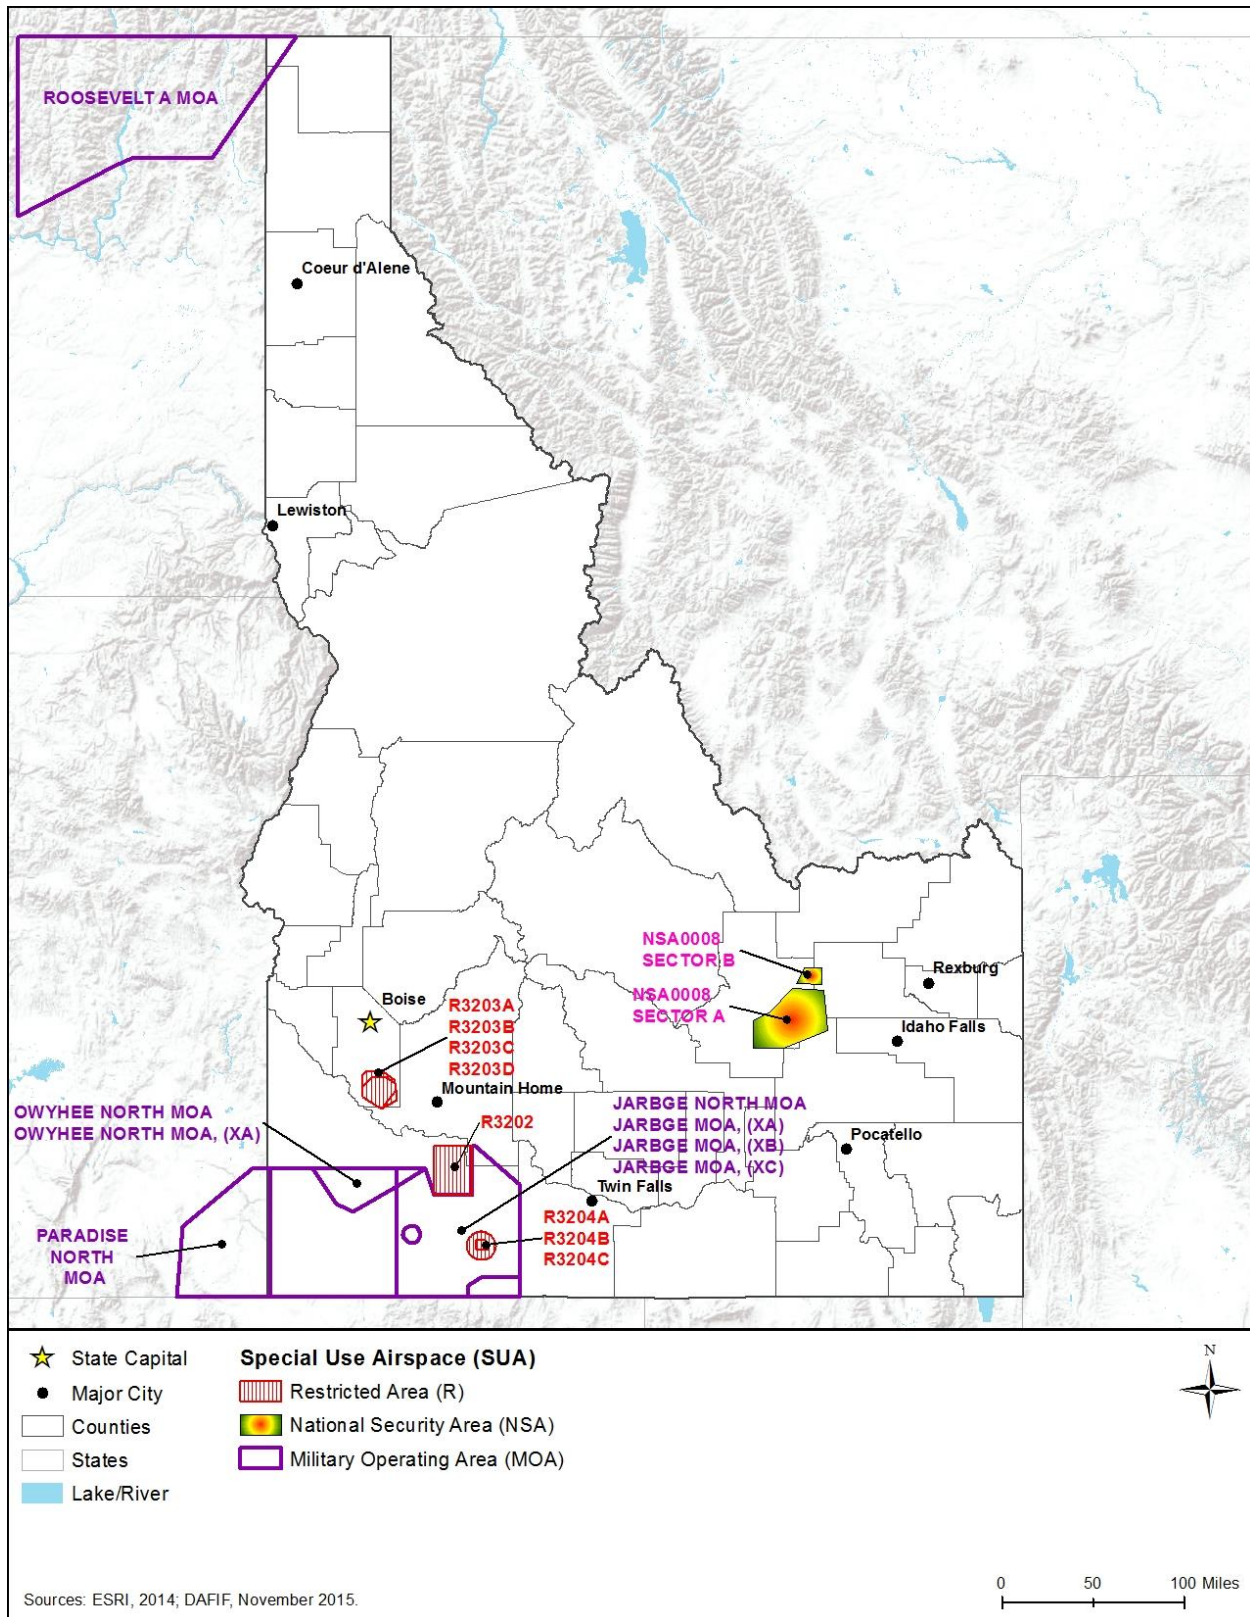 ROOSEVELT A MOA
Coeur d'Alene
Lewiston
NSA0008
SECTOR B
Rexburg
NSA0008
SECTOR A
Boise
Idaho Falls
R3203A
R3203B
R3203C
R3203D
Mountain Home
OWYHEE NORTH MOA
OWYHEE NORTH MOA, (XA)
R3202
JARBGE NORTH MOA
JARBGE MOA, (XA)
JARBGE MOA, (XB)
JARBGE MOA, (XC)
Pocatello
Twin Falls
PARADISE
NORTH
MOA
R3204A
R3204B
R3204C
State Capital
Major City
Counties
States
Lake/River
Special Use Airspace (SUA)
Restricted Area (R)
National Security Area (NSA)
Military Operating Area (MOA)
N
Sources: ESRI, 2014; DAFIF, November 2015.
0 50 100 Miles